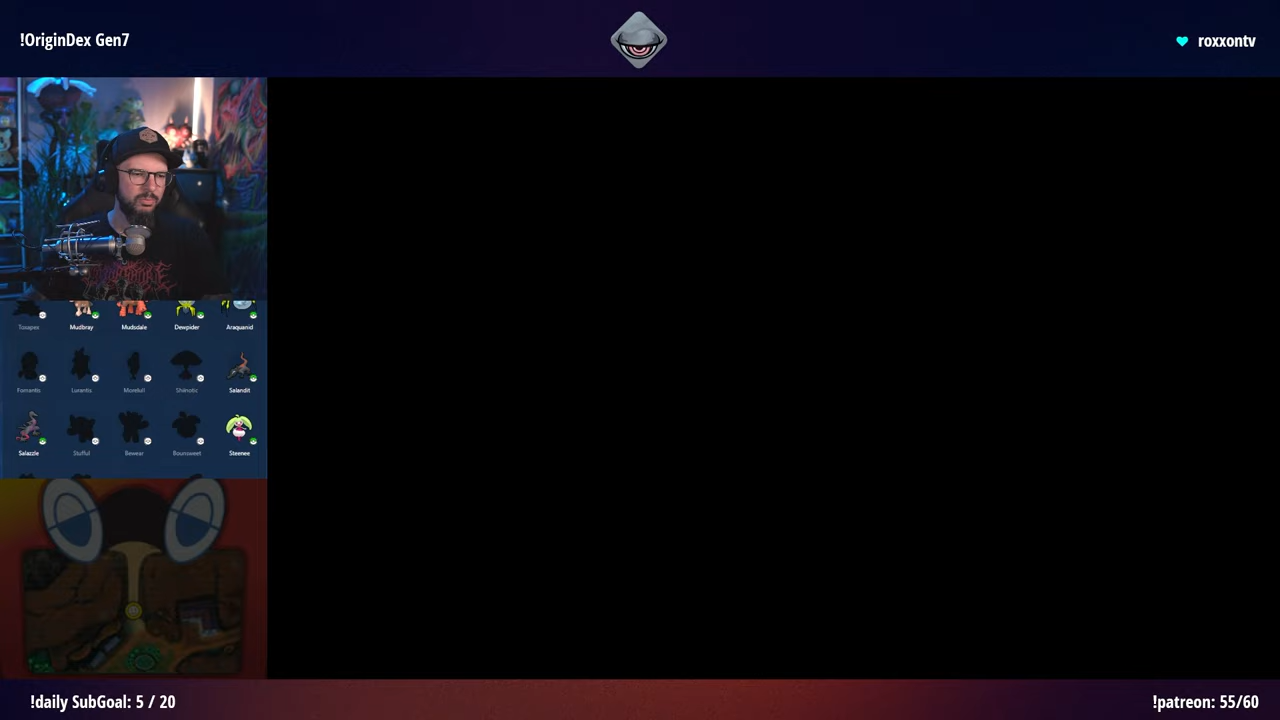 !OriginDex Gen7
roxxontv
Toxapex Mudbray Mudsdale Dewpider Araquanid
Fomantis Lurantis Morelull Shiinotic Salandit
Salazzle Stufful Bewear Bounsweet Steenee
!daily SubGoal: 5 / 20
!patreon: 55/60